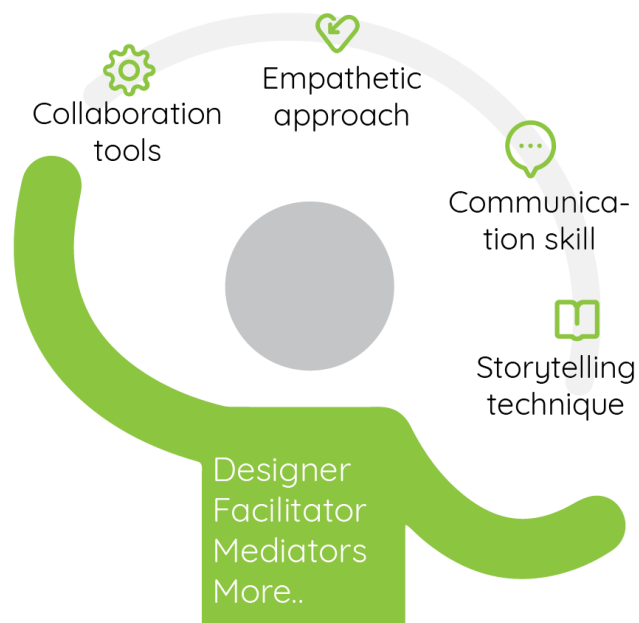 Collaboration
tools
Empathetic
approach
Communica-
tion skill
Storytelling
technique
Designer
Facilitator
Mediators
More..